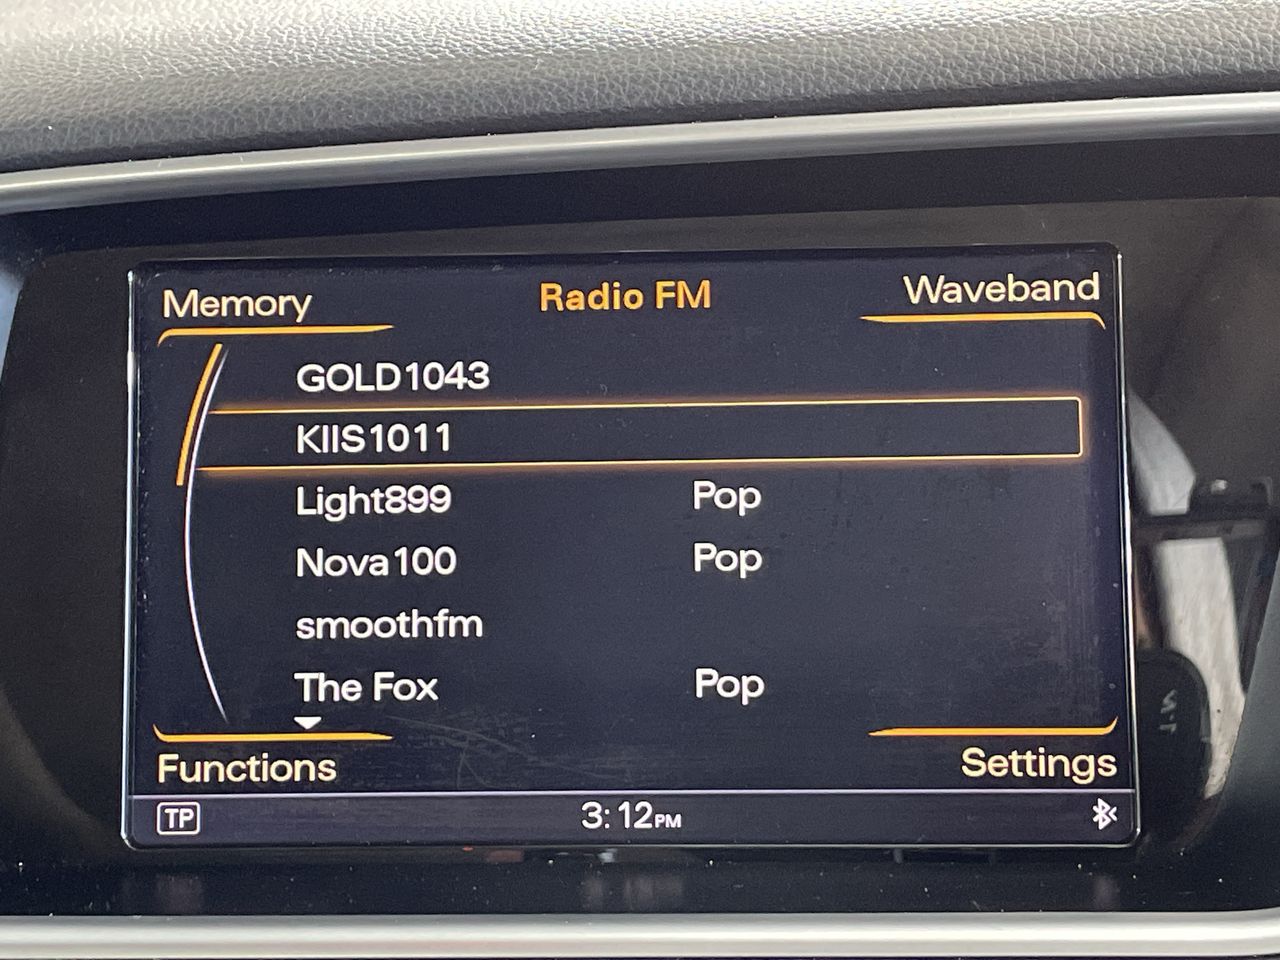 Memory Radio FM Waveband
GOLD1043
KIIS1011
Light899 Pop
Nova100 Pop
smoothfm
The Fox Pop
Functions Settings
TP 3:12PM